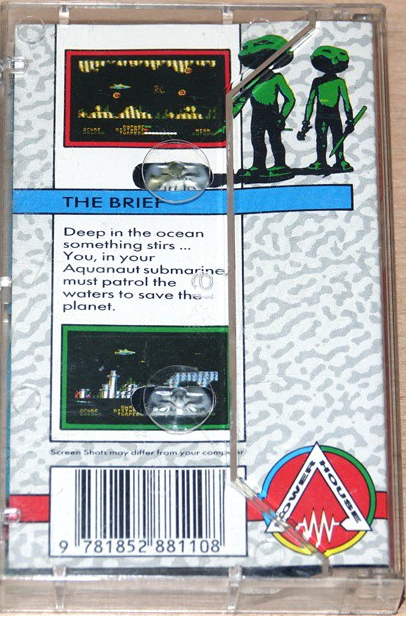 THE BRIEF
Deep in the ocean
something stirs ...
You, in your
Aquanaut submarine,
must patrol the
waters to save the
planet.
Screen Shots may differ from your computer
POWER HOUSE
9 781852 881108